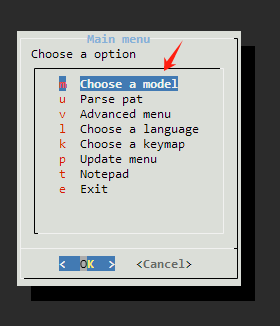 Main menu
Choose a option
m Choose a model
u Parse pat
v Advanced menu
l Choose a language
k Choose a keymap
p Update menu
t Notepad
e Exit
< OK > <Cancel>